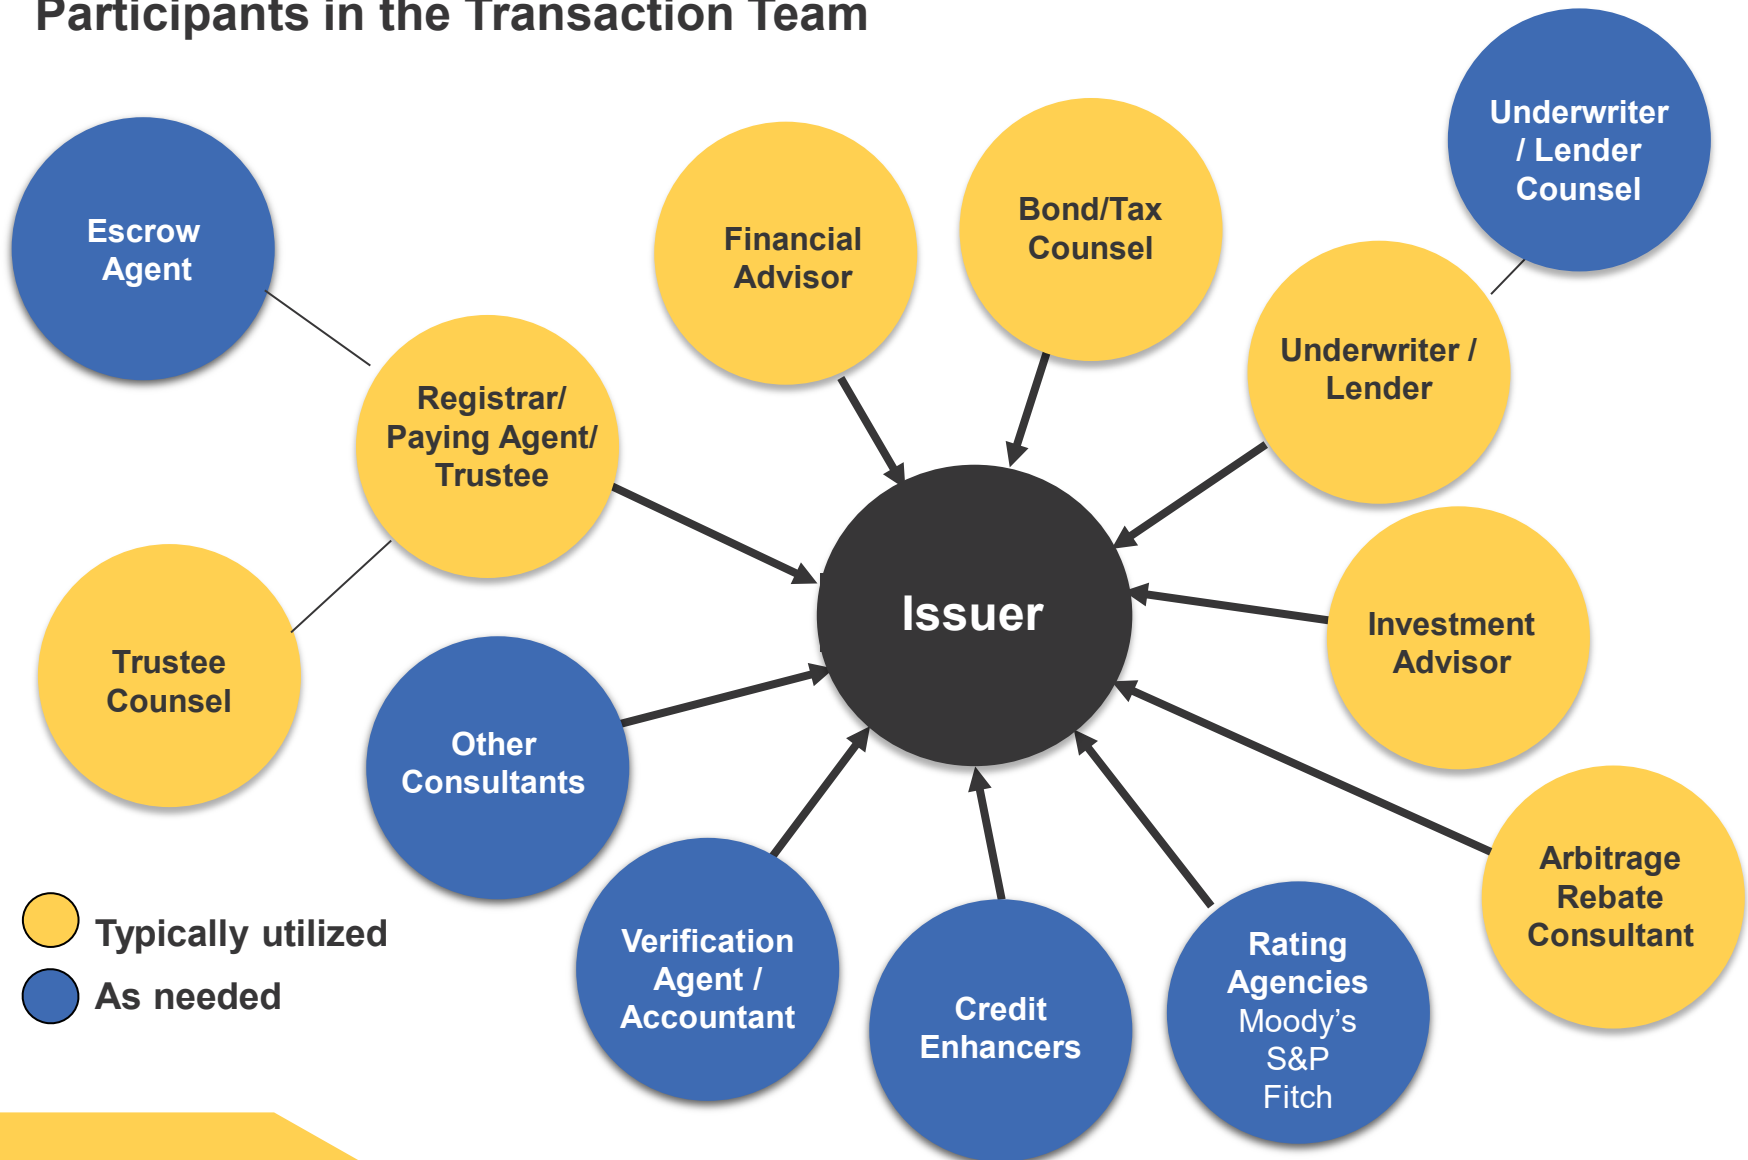 Participants in the Transaction Team
Underwriter
/ Lender
Counsel
Escrow
Agent
Financial
Advisor
Bond/Tax
Counsel
Underwriter /
Lender
Registrar/
Paying Agent/
Trustee
Issuer
Investment
Advisor
Trustee
Counsel
Other
Consultants
Arbitrage
Rebate
Consultant
Verification
Agent /
Accountant
Credit
Enhancers
Rating
Agencies
Moody’s
S&P
Fitch
Typically utilized
As needed